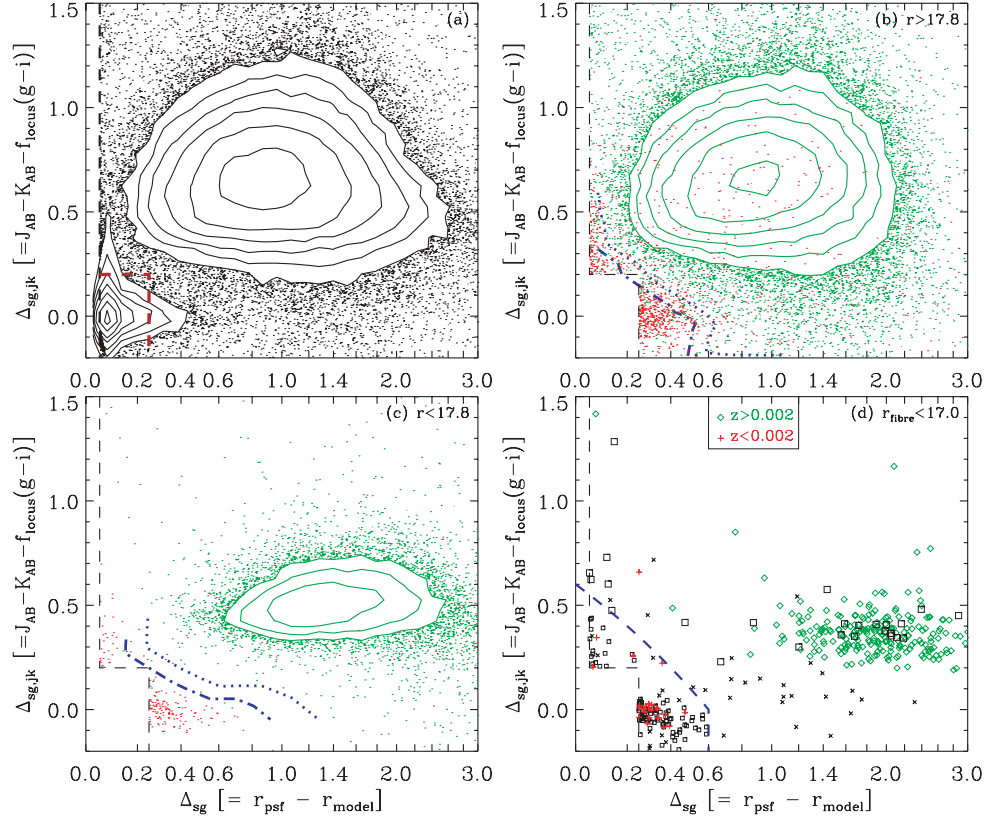 (a)
1.5
1.0
0.5
0.0
Δsg,jk [=JAB−KAB−flocus(g−i)]
0.0 0.2 0.4 0.6 1.0 1.4 2.0 3.0
(b) r>17.8
1.5
1.0
0.5
0.0
Δsg,jk [=JAB−KAB−flocus(g−i)]
0.0 0.2 0.4 0.6 1.0 1.4 2.0 3.0
(c) r<17.8
1.5
1.0
0.5
0.0
Δsg,jk [=JAB−KAB−flocus(g−i)]
0.0 0.2 0.4 0.6 1.0 1.4 2.0 3.0
Δsg [= rpsf − rmodel]
(d) rfibre<17.0
z>0.002
z<0.002
1.5
1.0
0.5
0.0
Δsg,jk [=JAB−KAB−flocus(g−i)]
0.0 0.2 0.4 0.6 1.0 1.4 2.0 3.0
Δsg [= rpsf − rmodel]